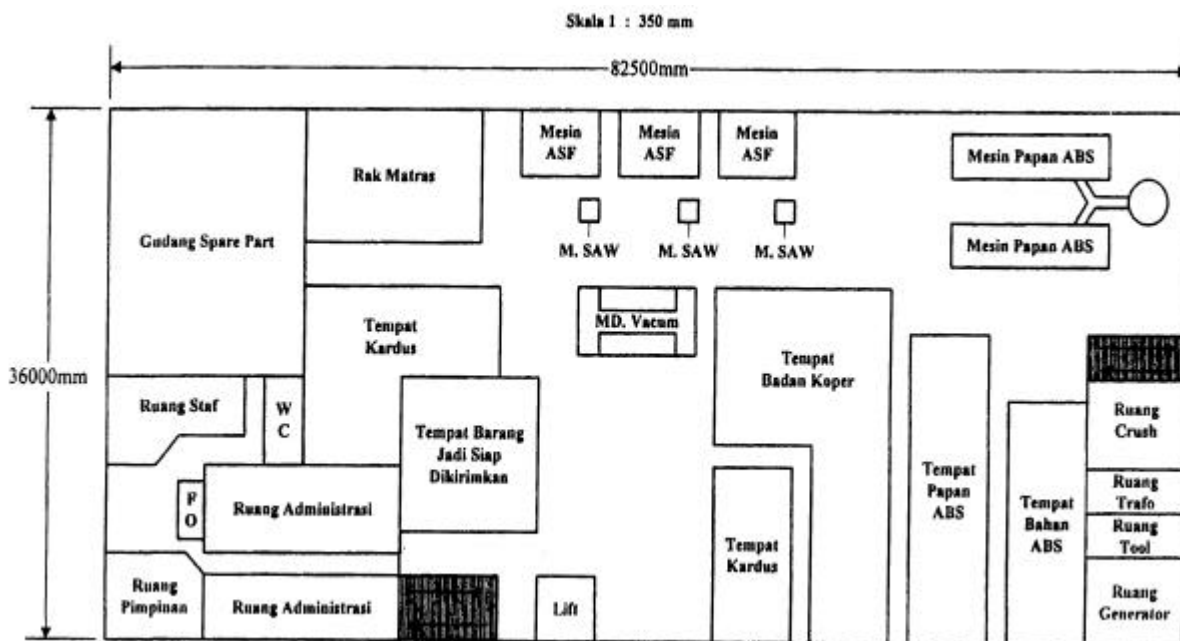 Skala 1 : 350 mm
82500mm
36000mm
Gudang Spare Part
Rak Matras
Mesin
ASF
Mesin
ASF
Mesin
ASF
Mesin Papan ABS
Mesin Papan ABS
M. SAW
M. SAW
M. SAW
MD. Vacum
Tempat
Kardus
Tempat
Badan Koper
Ruang Staf
W
C
Tempat Barang
Jadi Siap
Dikirimkan
Tempat
Papan
ABS
Tempat
Bahan
ABS
Ruang
Crush
Ruang
Trafo
Ruang
Tool
Ruang
Generator
F
O
Ruang Administrasi
Tempat
Kardus
Ruang
Pimpinan
Ruang Administrasi
Lift